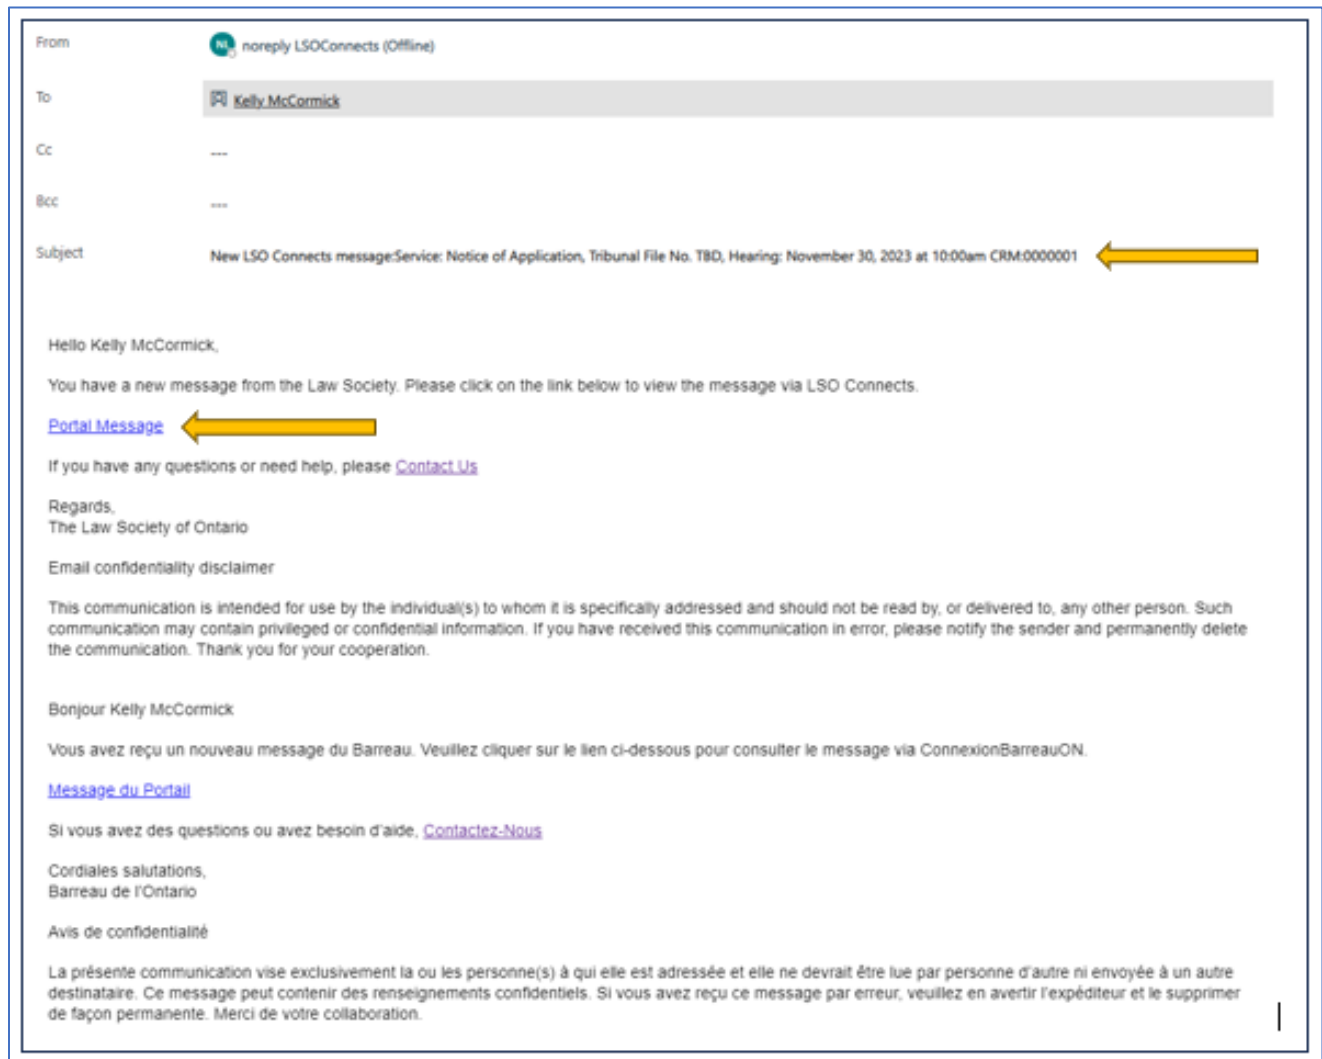 From NL noreply LSOConnects (Offline)
To Kelly McCormick
Cc ---
Bcc ---
Subject New LSO Connects message:Service: Notice of Application, Tribunal File No. TBD, Hearing: November 30, 2023 at 10:00am CRM:0000001
Hello Kelly McCormick,
You have a new message from the Law Society. Please click on the link below to view the message via LSO Connects.
Portal Message
If you have any questions or need help, please Contact Us
Regards,
The Law Society of Ontario
Email confidentiality disclaimer
This communication is intended for use by the individual(s) to whom it is specifically addressed and should not be read by, or delivered to, any other person. Such
communication may contain privileged or confidential information. If you have received this communication in error, please notify the sender and permanently delete
the communication. Thank you for your cooperation.
Bonjour Kelly McCormick
Vous avez reçu un nouveau message du Barreau. Veuillez cliquer sur le lien ci-dessous pour consulter le message via ConnexionBarreauON.
Message du Portail
Si vous avez des questions ou avez besoin d'aide, Contactez-Nous
Cordiales salutations,
Barreau de l'Ontario
Avis de confidentialité
La présente communication vise exclusivement la ou les personne(s) à qui elle est adressée et elle ne devrait être lue par personne d'autre ni envoyée à un autre
destinataire. Ce message peut contenir des renseignements confidentiels. Si vous avez reçu ce message par erreur, veuillez en avertir l'expéditeur et le supprimer
de façon permanente. Merci de votre collaboration.